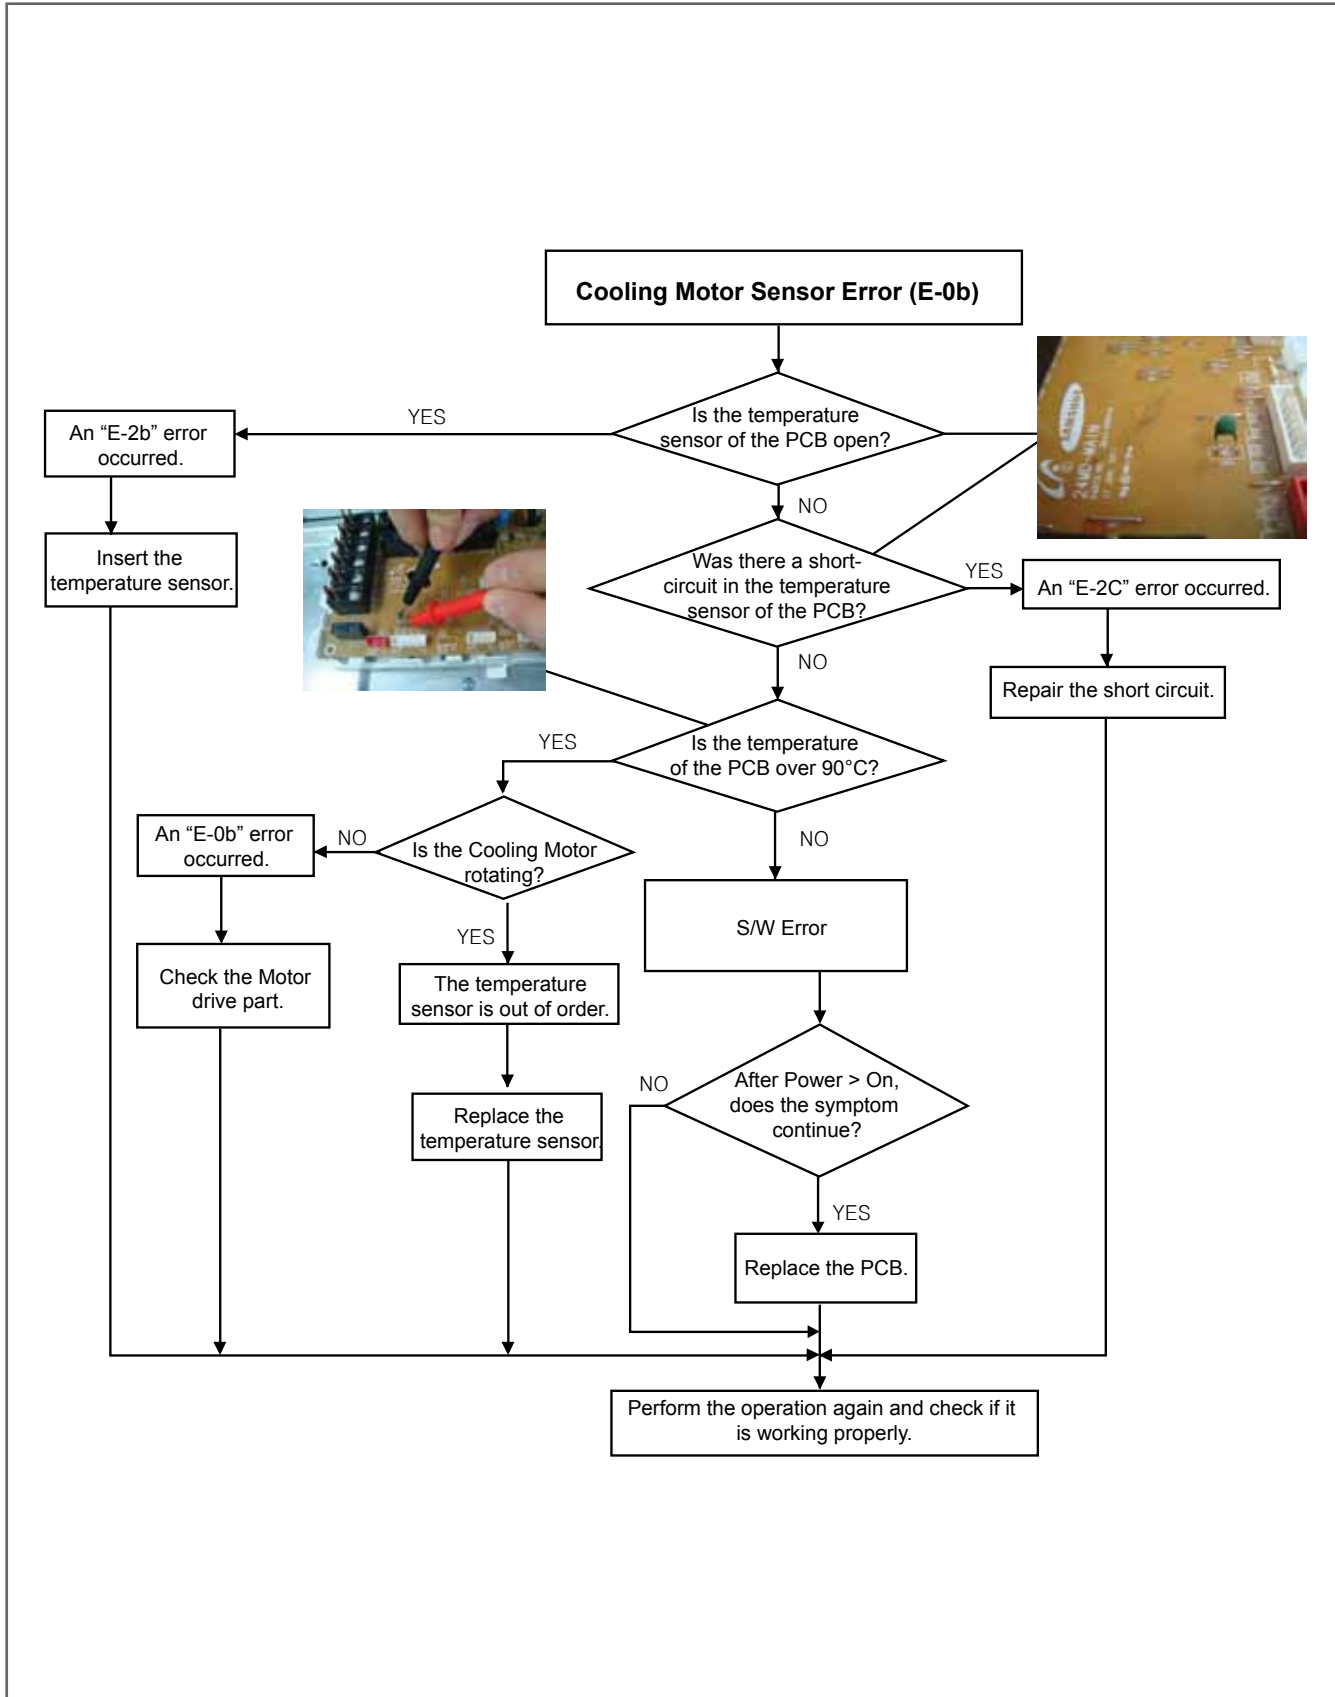 Cooling Motor Sensor Error (E-0b)
Is the temperature
sensor of the PCB open?
YES
An “E-2b” error
occurred.
Insert the
temperature sensor.
NO
Was there a short-
circuit in the temperature
sensor of the PCB?
YES
An “E-2C” error occurred.
Repair the short circuit.
NO
Is the temperature
of the PCB over 90°C?
YES
Is the Cooling Motor
rotating?
NO
An “E-0b” error
occurred.
Check the Motor
drive part.
YES
The temperature
sensor is out of order.
Replace the
temperature sensor.
NO
S/W Error
After Power > On,
does the symptom
continue?
NO
YES
Replace the PCB.
Perform the operation again and check if it
is working properly.
SAMSUNG
24MD-MAIN